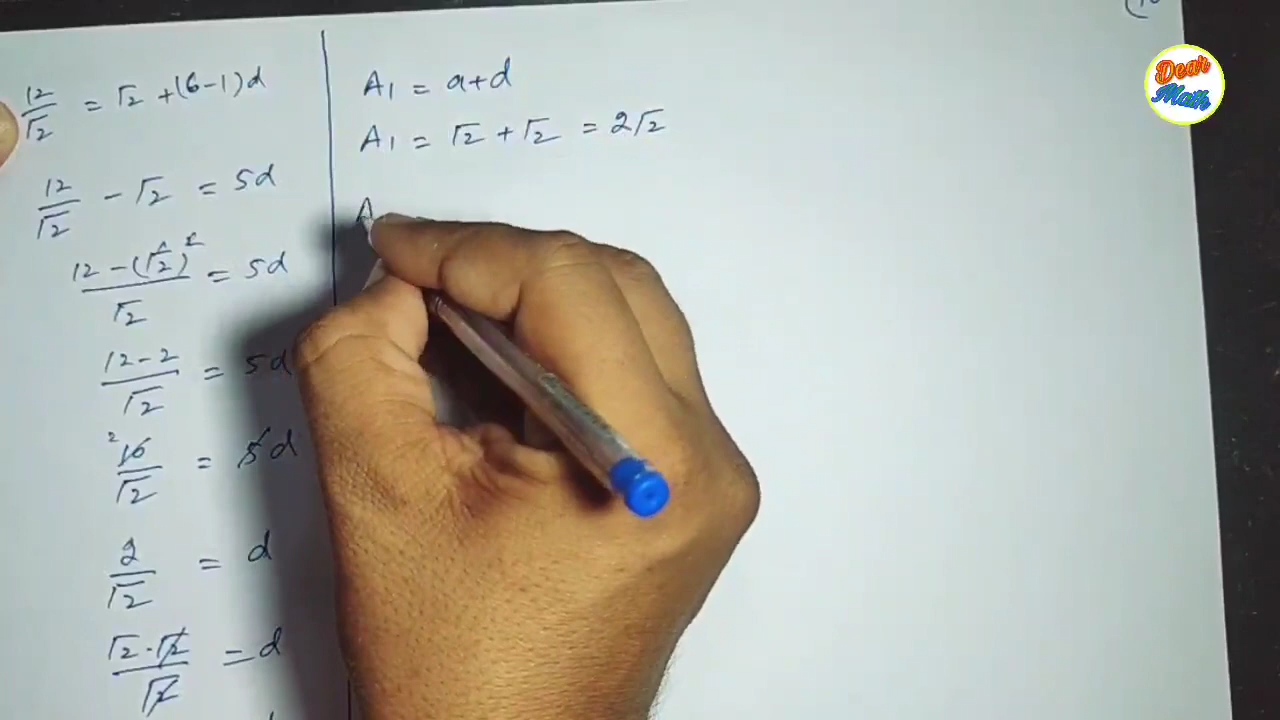 12/√2 = √2 + (6-1)d
12/√2 - √2 = 5d
(12 - (√2)²)/√2 = 5d
(12 - 2)/√2 = 5d
10/√2 = 5d
2
2/√2 = d
(√2 · √2)/√2 = d
A₁ = a + d
A₁ = √2 + √2 = 2√2
A
Dear
Math